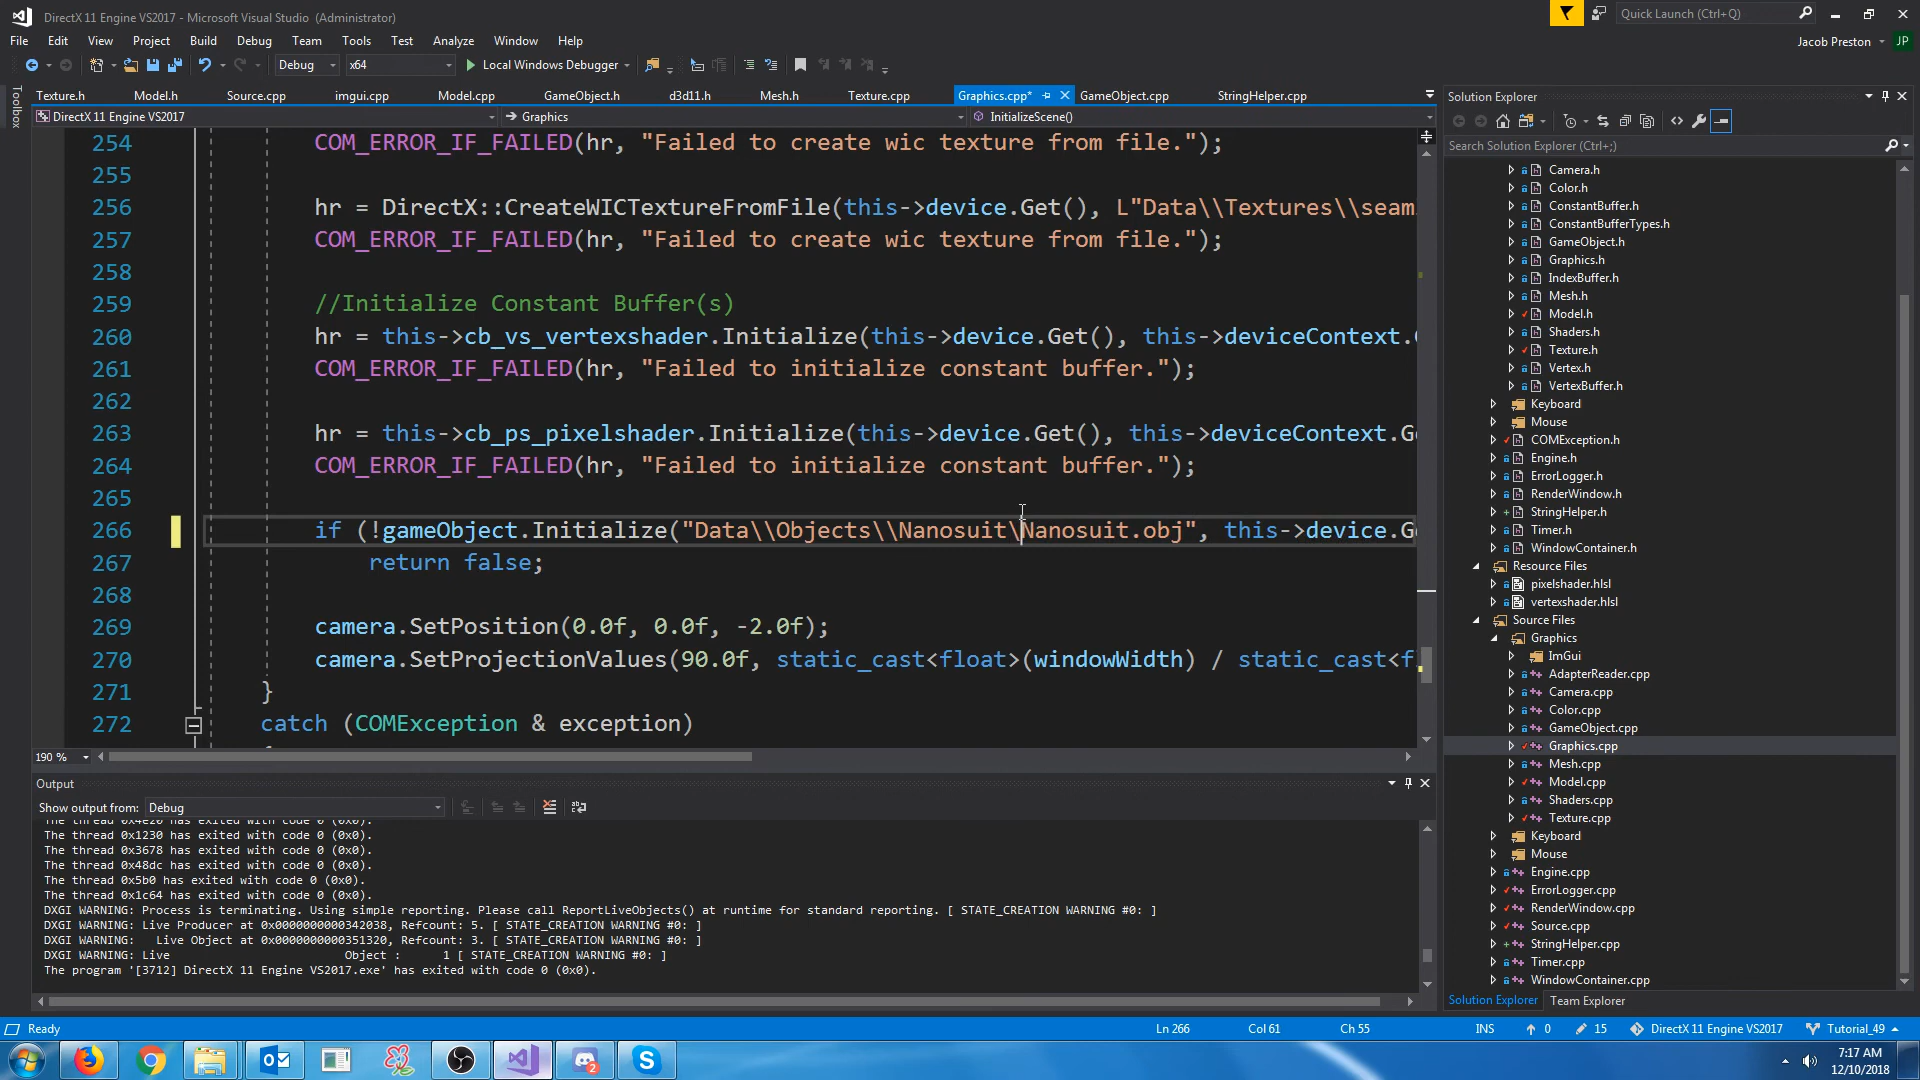 DirectX 11 Engine VS2017 - Microsoft Visual Studio (Administrator)
Quick Launch (Ctrl+Q)
File Edit View Project Build Debug Team Tools Test Analyze Window Help
Jacob Preston JP
Debug x64 Local Windows Debugger
Toolbox
Texture.h Model.h Source.cpp imgui.cpp Model.cpp GameObject.h d3d11.h Mesh.h Texture.cpp Graphics.cpp* GameObject.cpp StringHelper.cpp
DirectX 11 Engine VS2017 Graphics InitializeScene()
254 COM_ERROR_IF_FAILED(hr, "Failed to create wic texture from file.");
255
256 hr = DirectX::CreateWICTextureFromFile(this->device.Get(), L"Data\\Textures\\seam
257 COM_ERROR_IF_FAILED(hr, "Failed to create wic texture from file.");
258
259 //Initialize Constant Buffer(s)
260 hr = this->cb_vs_vertexshader.Initialize(this->device.Get(), this->deviceContext.
261 COM_ERROR_IF_FAILED(hr, "Failed to initialize constant buffer.");
262
263 hr = this->cb_ps_pixelshader.Initialize(this->device.Get(), this->deviceContext.Ge
264 COM_ERROR_IF_FAILED(hr, "Failed to initialize constant buffer.");
265
266 if (!gameObject.Initialize("Data\\Objects\\Nanosuit\Nanosuit.obj", this->device.Ge
267 return false;
268
269 camera.SetPosition(0.0f, 0.0f, -2.0f);
270 camera.SetProjectionValues(90.0f, static_cast<float>(windowWidth) / static_cast<f
271 }
272 catch (COMException & exception)
190 %
Output
Show output from: Debug
The thread 0x4e20 has exited with code 0 (0x0).
The thread 0x1230 has exited with code 0 (0x0).
The thread 0x3678 has exited with code 0 (0x0).
The thread 0x48dc has exited with code 0 (0x0).
The thread 0x5b0 has exited with code 0 (0x0).
The thread 0x1c64 has exited with code 0 (0x0).
DXGI WARNING: Process is terminating. Using simple reporting. Please call ReportLiveObjects() at runtime for standard reporting. [ STATE_CREATION WARNING #0: ]
DXGI WARNING: Live Producer at 0x0000000000342038, Refcount: 5. [ STATE_CREATION WARNING #0: ]
DXGI WARNING: Live Object at 0x0000000000351320, Refcount: 3. [ STATE_CREATION WARNING #0: ]
DXGI WARNING: Live Object : 1 [ STATE_CREATION WARNING #0: ]
The program '[3712] DirectX 11 Engine VS2017.exe' has exited with code 0 (0x0).
Solution Explorer
Search Solution Explorer (Ctrl+;)
Camera.h
Color.h
ConstantBuffer.h
ConstantBufferTypes.h
GameObject.h
Graphics.h
IndexBuffer.h
Mesh.h
Model.h
Shaders.h
Texture.h
Vertex.h
VertexBuffer.h
Keyboard
Mouse
COMException.h
Engine.h
ErrorLogger.h
RenderWindow.h
StringHelper.h
Timer.h
WindowContainer.h
Resource Files
pixelshader.hlsl
vertexshader.hlsl
Source Files
Graphics
ImGui
AdapterReader.cpp
Camera.cpp
Color.cpp
GameObject.cpp
Graphics.cpp
Mesh.cpp
Model.cpp
Shaders.cpp
Texture.cpp
Keyboard
Mouse
Engine.cpp
ErrorLogger.cpp
RenderWindow.cpp
Source.cpp
StringHelper.cpp
Timer.cpp
WindowContainer.cpp
Solution Explorer Team Explorer
Ready Ln 266 Col 61 Ch 55 INS 0 15 DirectX 11 Engine VS2017 Tutorial_49
2
7:17 AM
12/10/2018